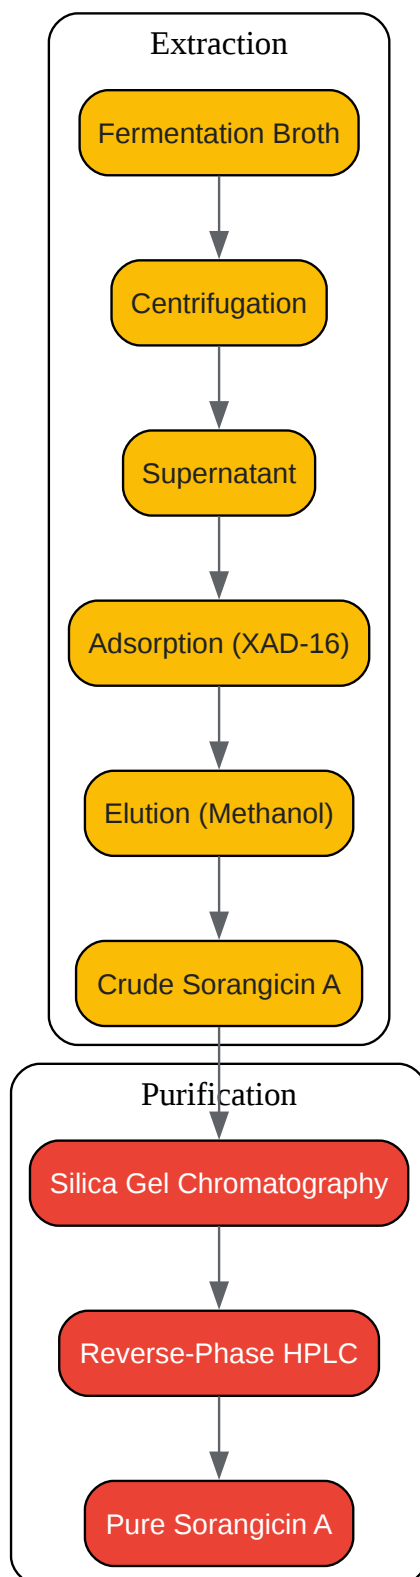 Extraction
Fermentation Broth
Centrifugation
Supernatant
Adsorption (XAD-16)
Elution (Methanol)
Crude Sorangicin A
Purification
Silica Gel Chromatography
Reverse-Phase HPLC
Pure Sorangicin A